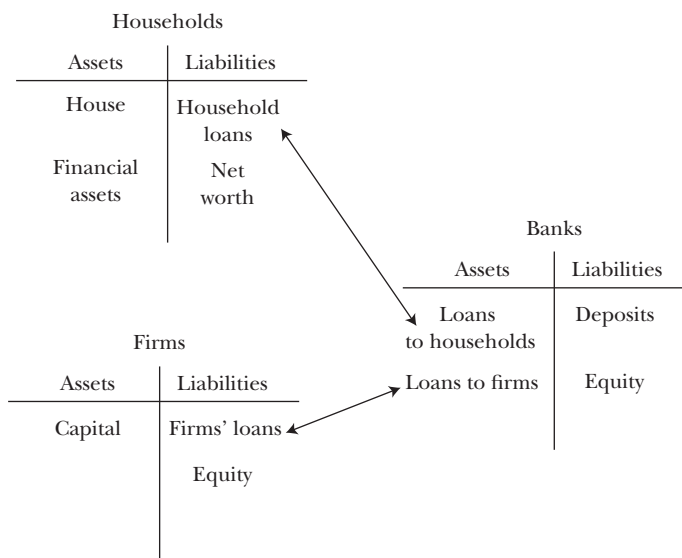 Households
Assets Liabilities
House Household
loans
Financial Net
assets worth
Banks
Assets Liabilities
Loans Deposits
to households
Loans to firms Equity
Firms
Assets Liabilities
Capital Firms’ loans
Equity